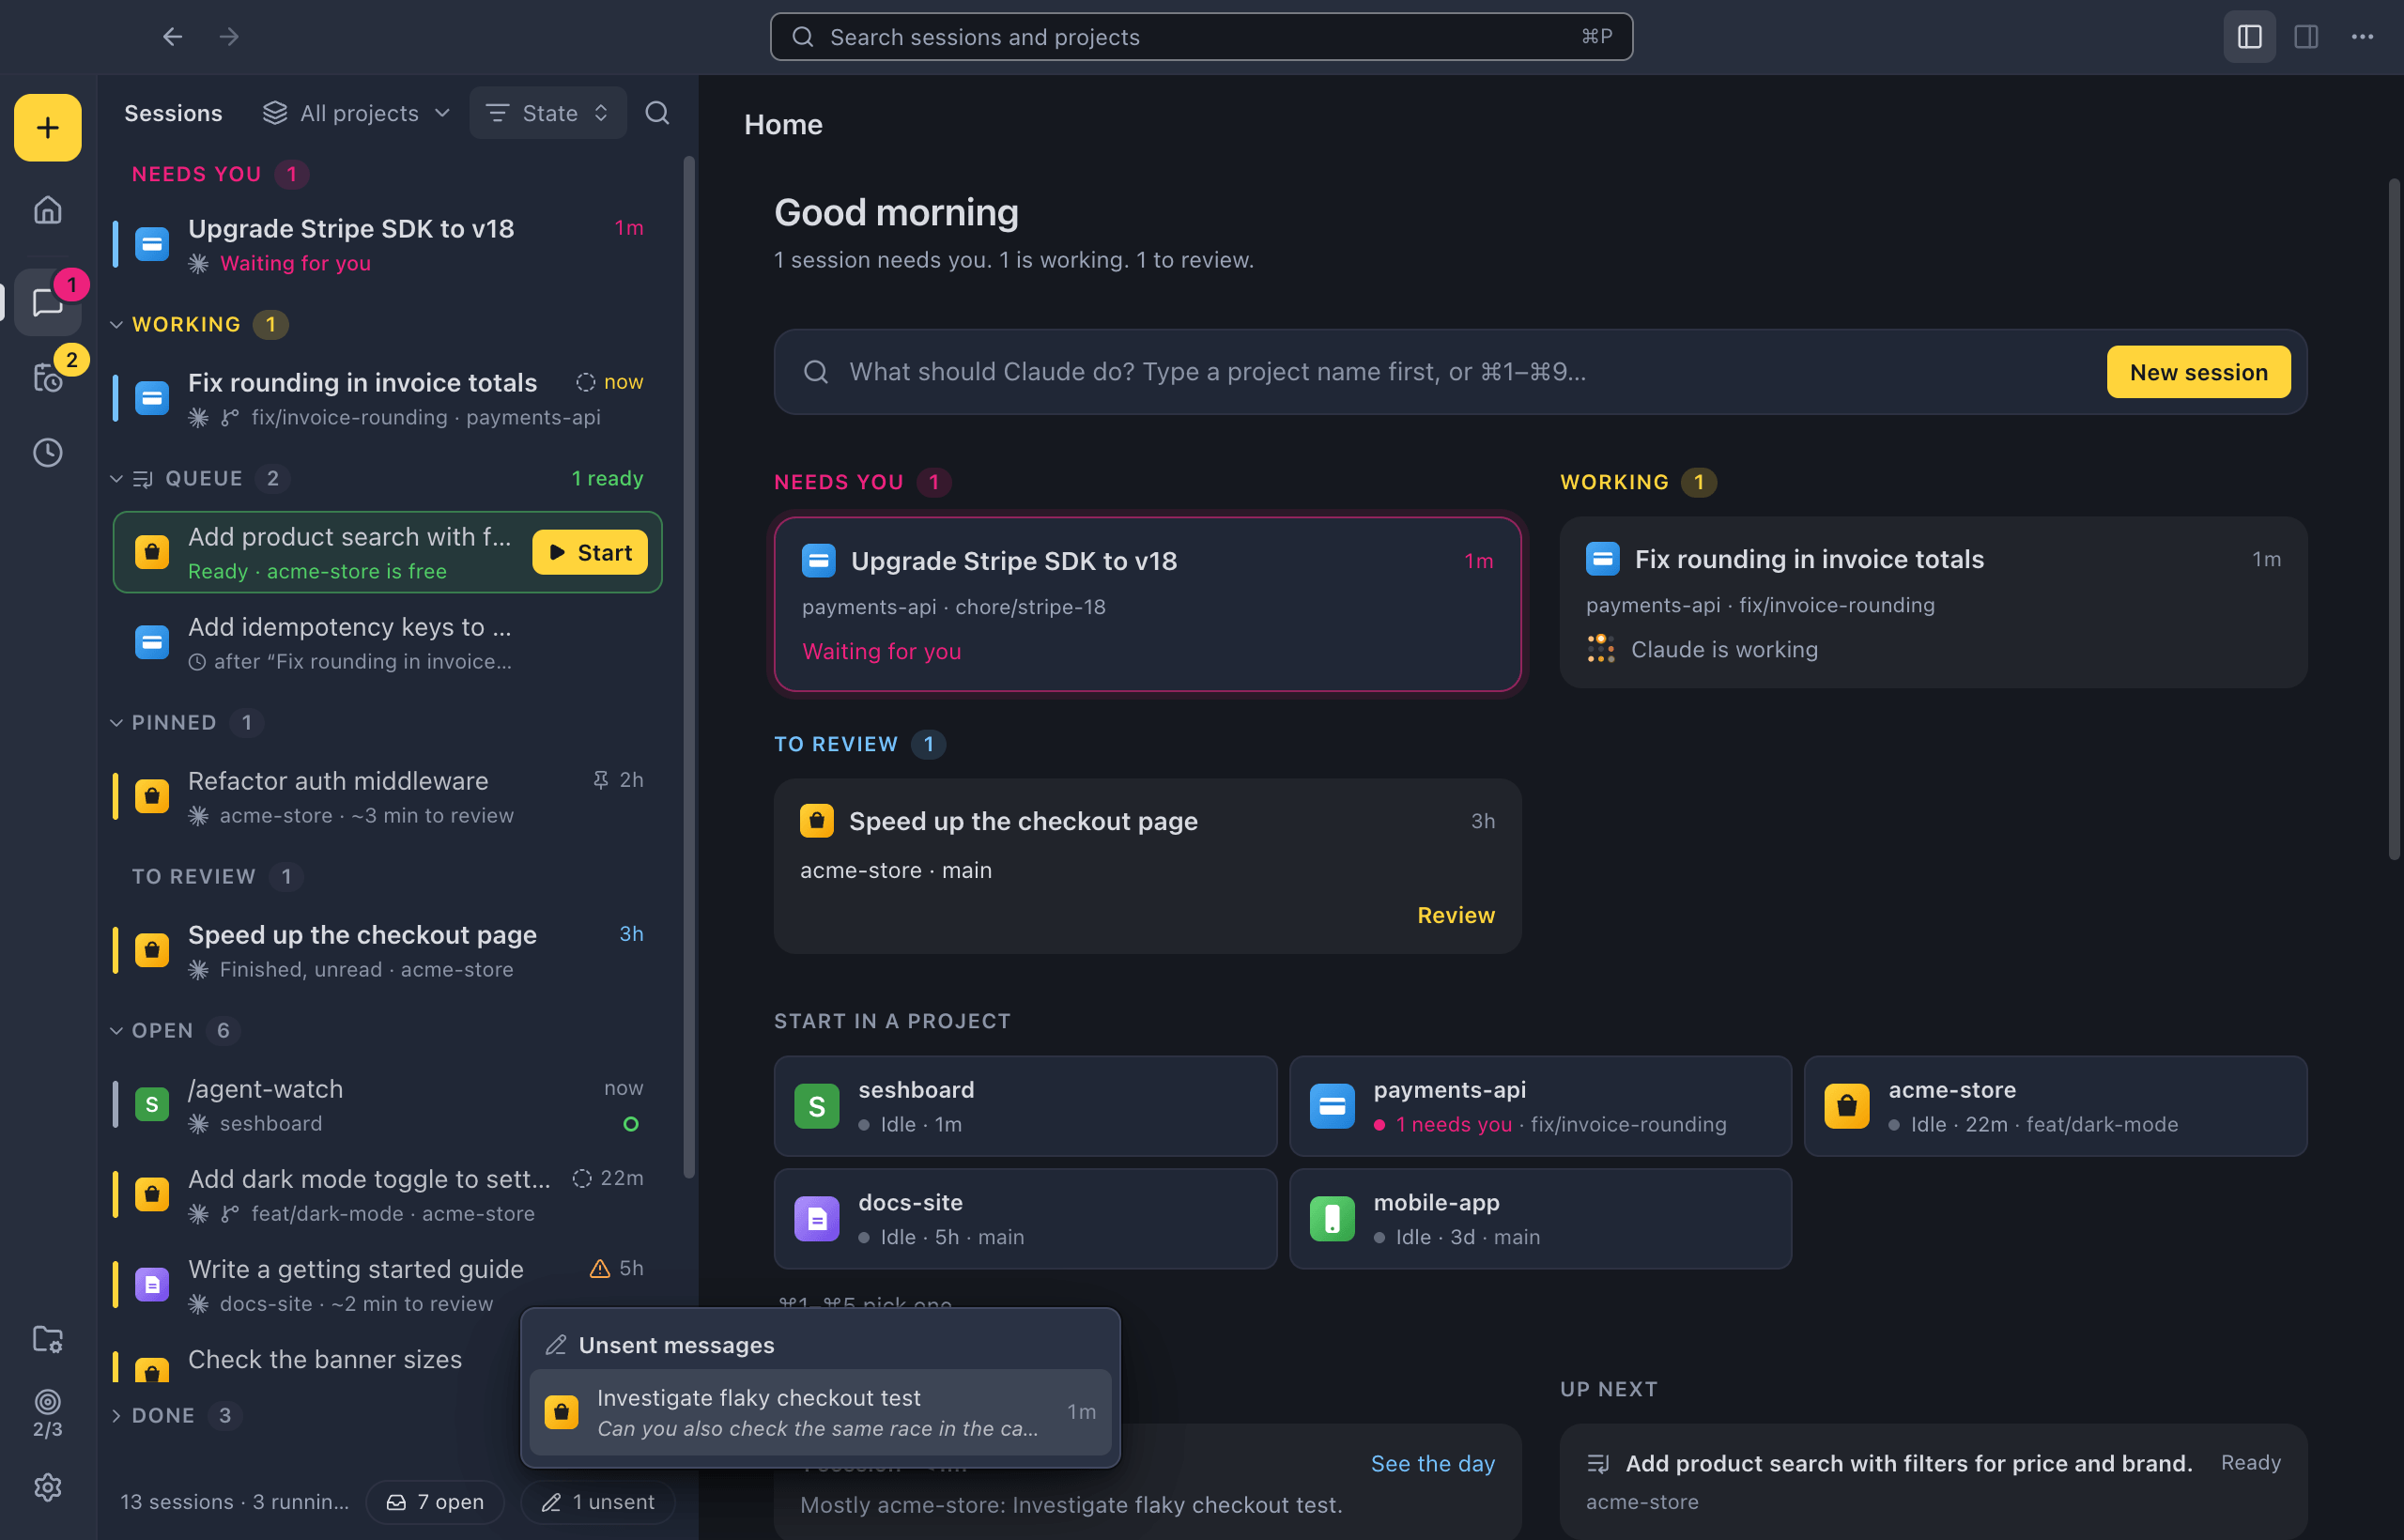 Search sessions and projects ⌘P
Sessions All projects State
NEEDS YOU 1
Upgrade Stripe SDK to v18 1m
Waiting for you
1
WORKING 1
2
Fix rounding in invoice totals now
fix/invoice-rounding · payments-api
QUEUE 2 1 ready
Add product search with f... Start
Ready · acme-store is free
Add idempotency keys to ...
after “Fix rounding in invoice...
PINNED 1
Refactor auth middleware 2h
acme-store · ~3 min to review
TO REVIEW 1
Speed up the checkout page 3h
Finished, unread · acme-store
OPEN 6
S /agent-watch now
seshboard
Add dark mode toggle to sett... 22m
feat/dark-mode · acme-store
Write a getting started guide 5h
docs-site · ~2 min to review
Check the banner sizes
DONE 3
2/3
13 sessions · 3 runnin... 7 open 1 unsent
Home
Good morning
1 session needs you. 1 is working. 1 to review.
What should Claude do? Type a project name first, or ⌘1–⌘9... New session
NEEDS YOU 1
Upgrade Stripe SDK to v18 1m
payments-api · chore/stripe-18
Waiting for you
WORKING 1
Fix rounding in invoice totals 1m
payments-api · fix/invoice-rounding
Claude is working
TO REVIEW 1
Speed up the checkout page 3h
acme-store · main
Review
START IN A PROJECT
S seshboard
Idle · 1m
payments-api
1 needs you · fix/invoice-rounding
acme-store
Idle · 22m · feat/dark-mode
docs-site
Idle · 5h · main
mobile-app
Idle · 3d · main
⌘1–⌘5 pick one
Unsent messages
Investigate flaky checkout test 1m
Can you also check the same race in the ca...
See the day
Mostly acme-store: Investigate flaky checkout test.
UP NEXT
Add product search with filters for price and brand. Ready
acme-store